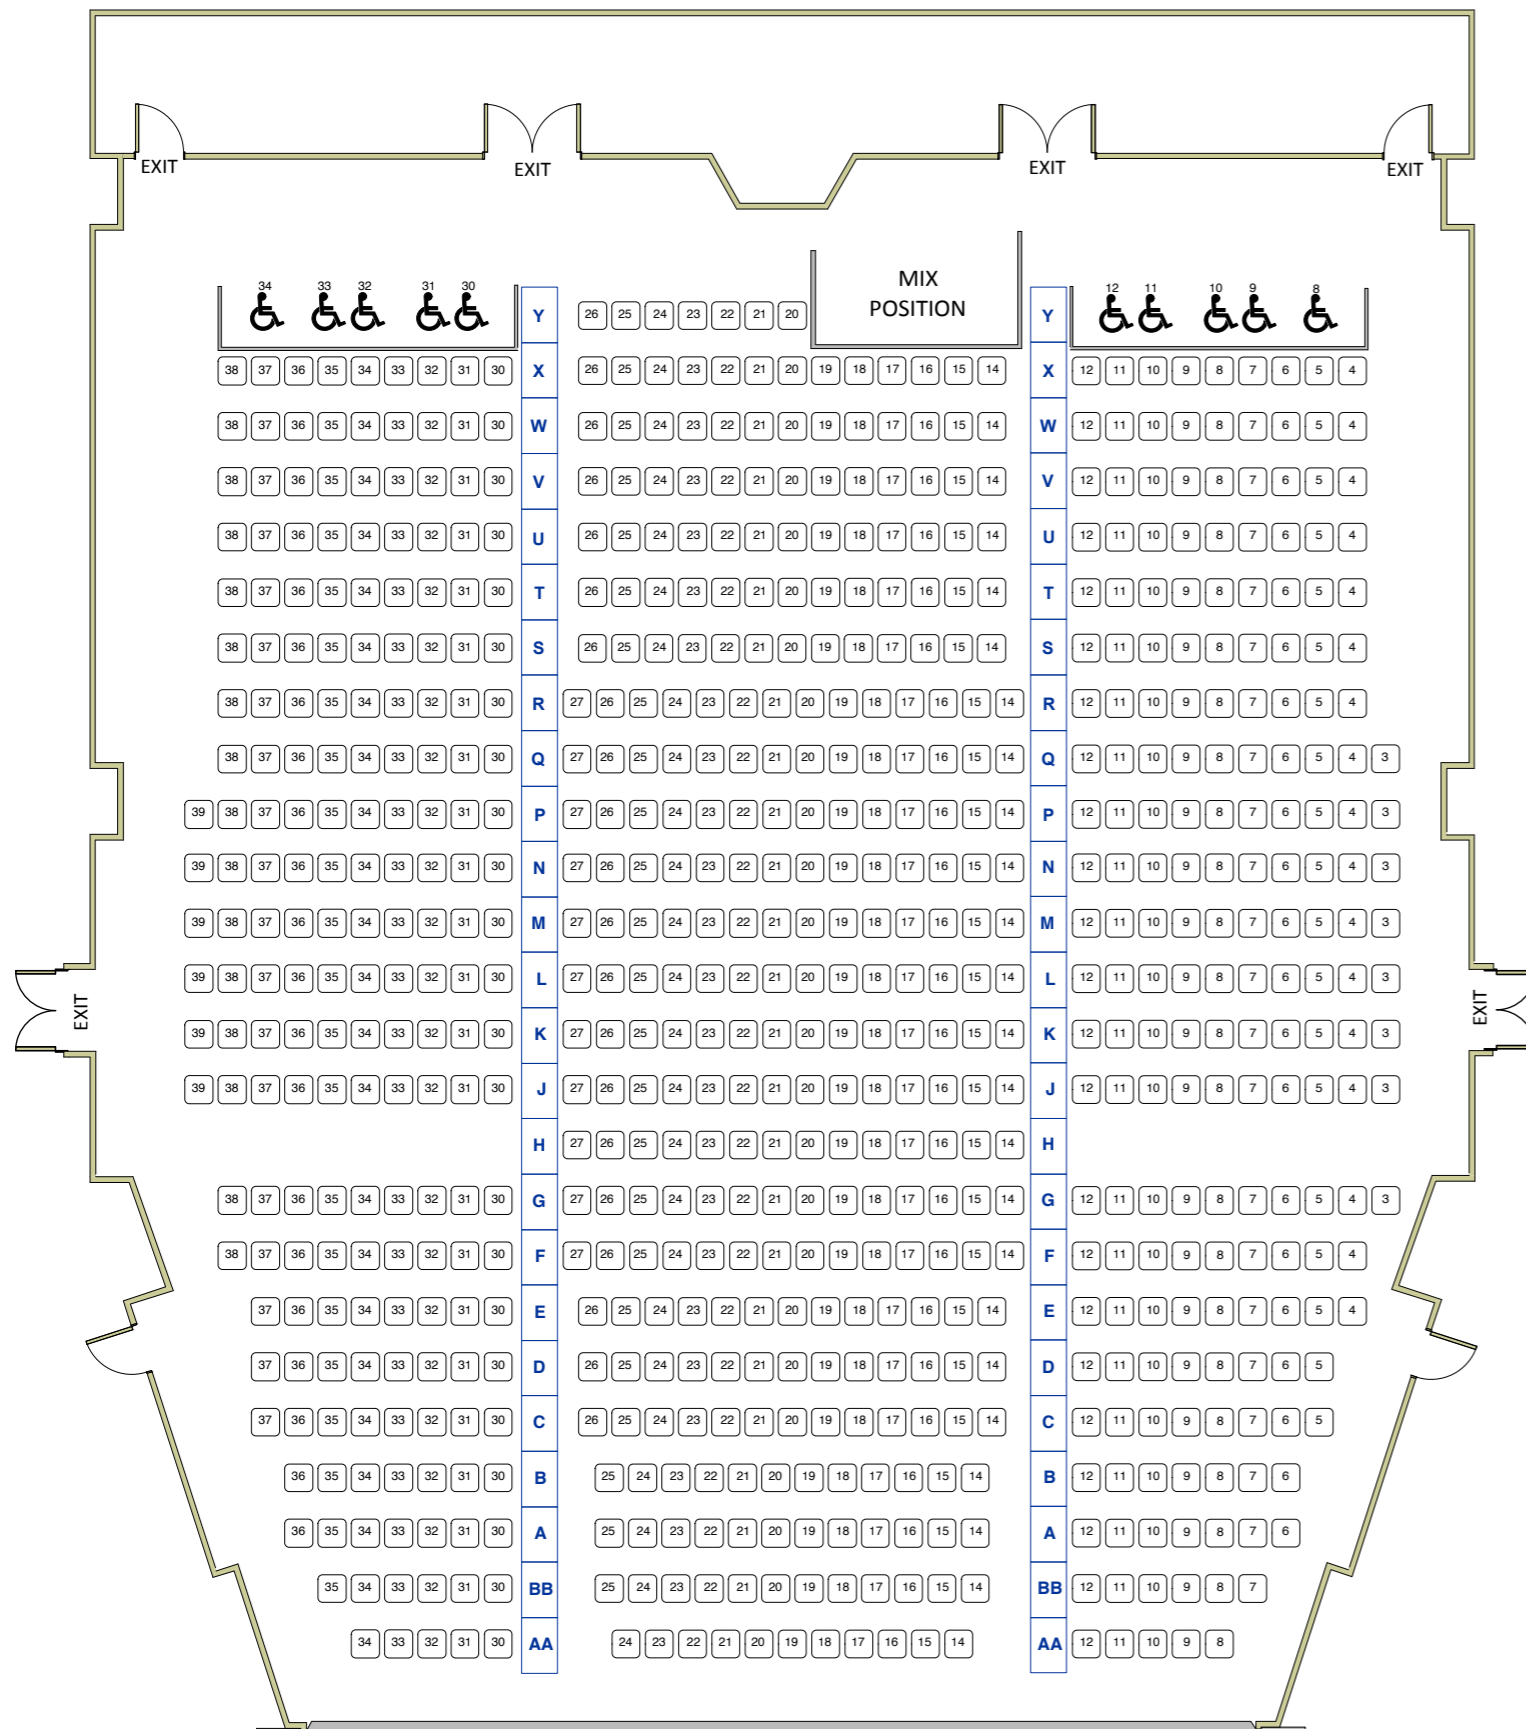 EXIT EXIT EXIT EXIT
MIX
POSITION
34 33 32 31 30 12 11 10 9 8
Y 26 25 24 23 22 21 20 Y
38 37 36 35 34 33 32 31 30 X 26 25 24 23 22 21 20 19 18 17 16 15 14 X 12 11 10 9 8 7 6 5 4
38 37 36 35 34 33 32 31 30 W 26 25 24 23 22 21 20 19 18 17 16 15 14 W 12 11 10 9 8 7 6 5 4
38 37 36 35 34 33 32 31 30 V 26 25 24 23 22 21 20 19 18 17 16 15 14 V 12 11 10 9 8 7 6 5 4
38 37 36 35 34 33 32 31 30 U 26 25 24 23 22 21 20 19 18 17 16 15 14 U 12 11 10 9 8 7 6 5 4
38 37 36 35 34 33 32 31 30 T 26 25 24 23 22 21 20 19 18 17 16 15 14 T 12 11 10 9 8 7 6 5 4
38 37 36 35 34 33 32 31 30 S 26 25 24 23 22 21 20 19 18 17 16 15 14 S 12 11 10 9 8 7 6 5 4
38 37 36 35 34 33 32 31 30 R 27 26 25 24 23 22 21 20 19 18 17 16 15 14 R 12 11 10 9 8 7 6 5 4
38 37 36 35 34 33 32 31 30 Q 27 26 25 24 23 22 21 20 19 18 17 16 15 14 Q 12 11 10 9 8 7 6 5 4 3
39 38 37 36 35 34 33 32 31 30 P 27 26 25 24 23 22 21 20 19 18 17 16 15 14 P 12 11 10 9 8 7 6 5 4 3
39 38 37 36 35 34 33 32 31 30 N 27 26 25 24 23 22 21 20 19 18 17 16 15 14 N 12 11 10 9 8 7 6 5 4 3
39 38 37 36 35 34 33 32 31 30 M 27 26 25 24 23 22 21 20 19 18 17 16 15 14 M 12 11 10 9 8 7 6 5 4 3
39 38 37 36 35 34 33 32 31 30 L 27 26 25 24 23 22 21 20 19 18 17 16 15 14 L 12 11 10 9 8 7 6 5 4 3
EXIT EXIT
39 38 37 36 35 34 33 32 31 30 K 27 26 25 24 23 22 21 20 19 18 17 16 15 14 K 12 11 10 9 8 7 6 5 4 3
39 38 37 36 35 34 33 32 31 30 J 27 26 25 24 23 22 21 20 19 18 17 16 15 14 J 12 11 10 9 8 7 6 5 4 3
H 27 26 25 24 23 22 21 20 19 18 17 16 15 14 H
38 37 36 35 34 33 32 31 30 G 27 26 25 24 23 22 21 20 19 18 17 16 15 14 G 12 11 10 9 8 7 6 5 4 3
38 37 36 35 34 33 32 31 30 F 27 26 25 24 23 22 21 20 19 18 17 16 15 14 F 12 11 10 9 8 7 6 5 4
37 36 35 34 33 32 31 30 E 26 25 24 23 22 21 20 19 18 17 16 15 14 E 12 11 10 9 8 7 6 5 4
37 36 35 34 33 32 31 30 D 26 25 24 23 22 21 20 19 18 17 16 15 14 D 12 11 10 9 8 7 6 5
37 36 35 34 33 32 31 30 C 26 25 24 23 22 21 20 19 18 17 16 15 14 C 12 11 10 9 8 7 6 5
36 35 34 33 32 31 30 B 25 24 23 22 21 20 19 18 17 16 15 14 B 12 11 10 9 8 7 6
36 35 34 33 32 31 30 A 25 24 23 22 21 20 19 18 17 16 15 14 A 12 11 10 9 8 7 6
35 34 33 32 31 30 BB 25 24 23 22 21 20 19 18 17 16 15 14 BB 12 11 10 9 8 7
34 33 32 31 30 AA 24 23 22 21 20 19 18 17 16 15 14 AA 12 11 10 9 8